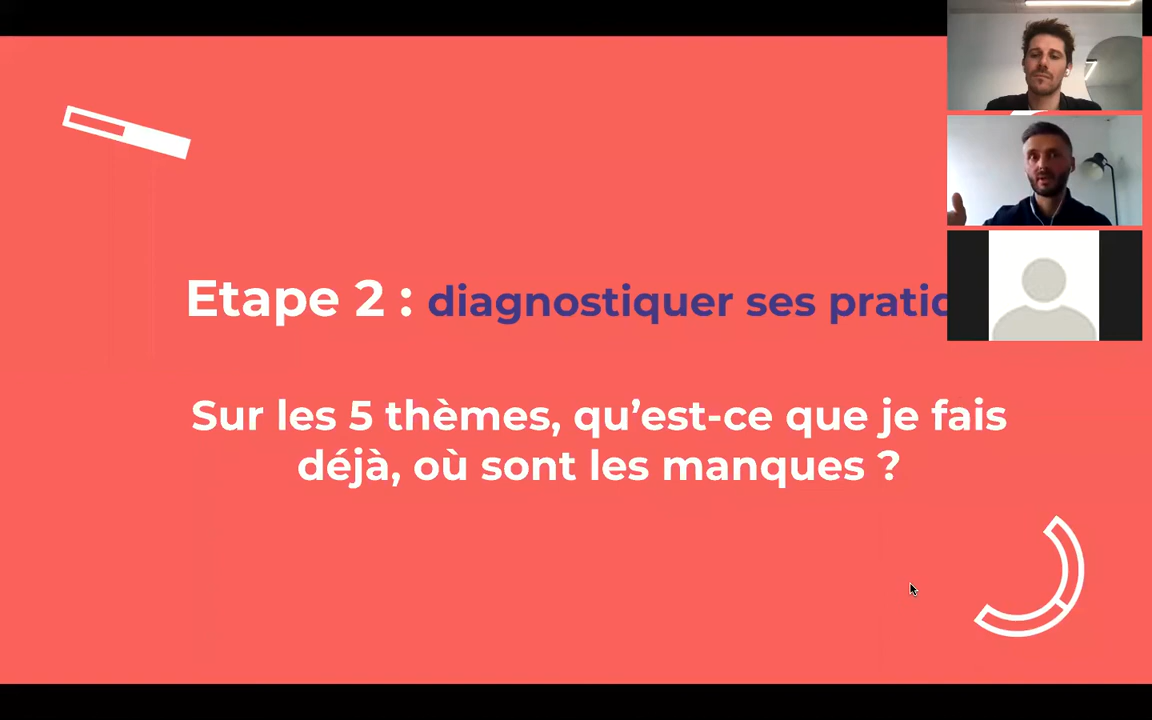 Etape 2 : diagnostiquer ses
Sur les 5 thèmes, qu’est-ce que je fais
déjà, où sont les manques ?